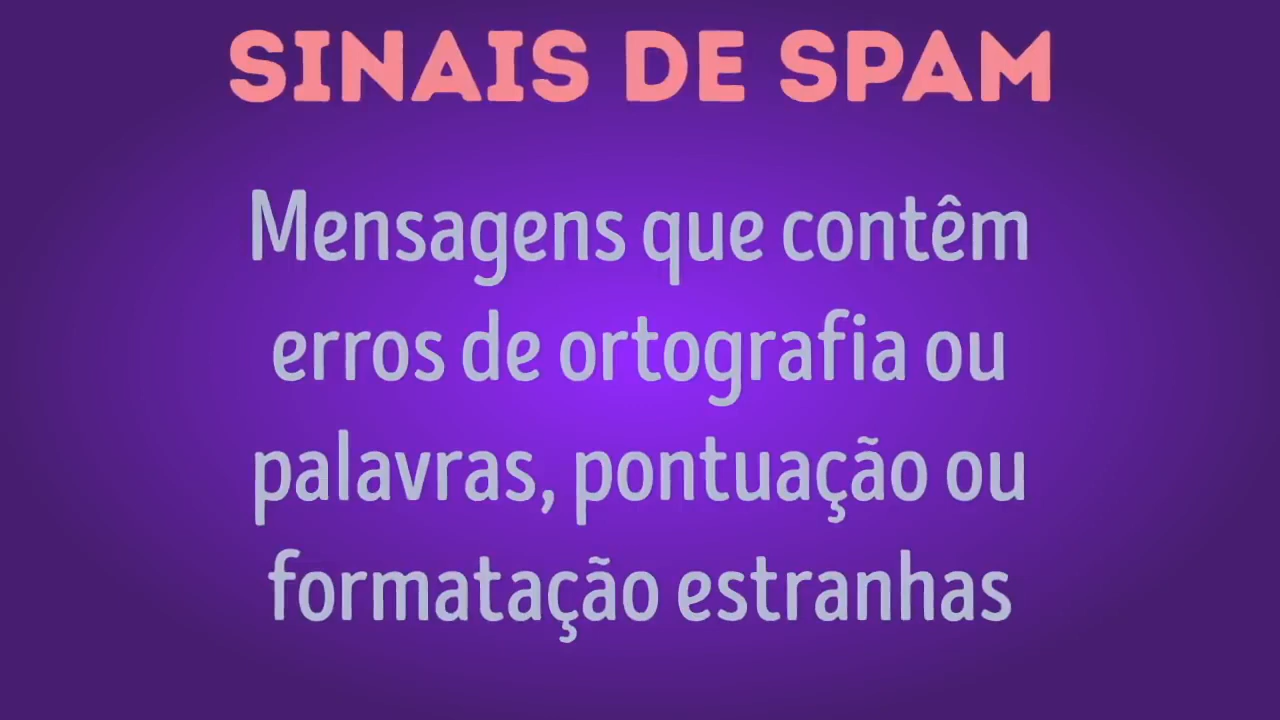 SINAIS DE SPAM
Mensagens que contêm
erros de ortografia ou
palavras, pontuação ou
formatação estranhas